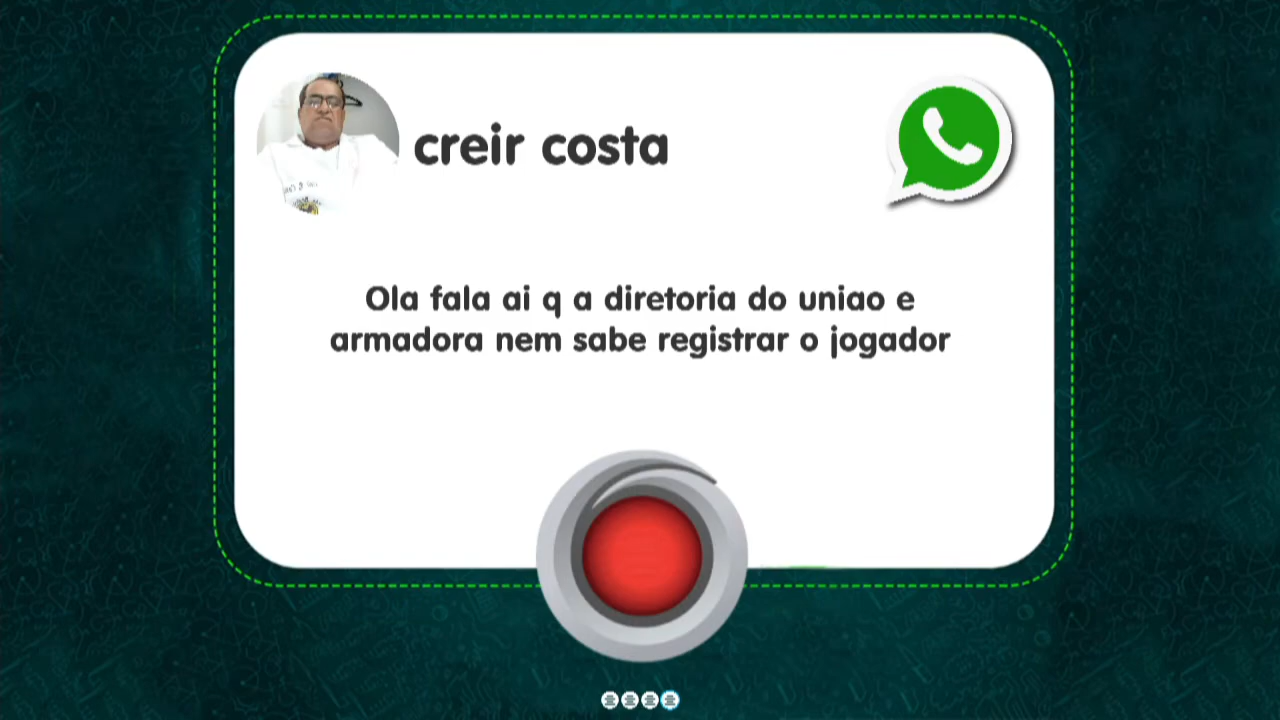 creir costa
Ola fala ai q a diretoria do uniao e
armadora nem sabe registrar o jogador